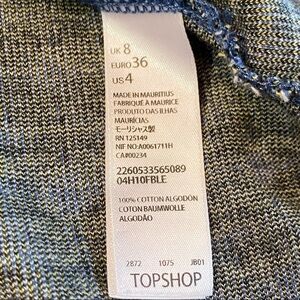 UK 8
EURO 36
US 4
MADE IN MAURITIUS
FABRIQUÉ À MAURICE
PRODUTO DAS ILHAS
MAURÍCIAS
モーリシャス製
RN 125149
NIF NO:A0061711H
CA#00234
2260533565089
04H10FBLE
100% COTTON ALGODON
COTON BAUMWOLLE
ALGODÃO
2872 1075 JB01
TOPSHOP